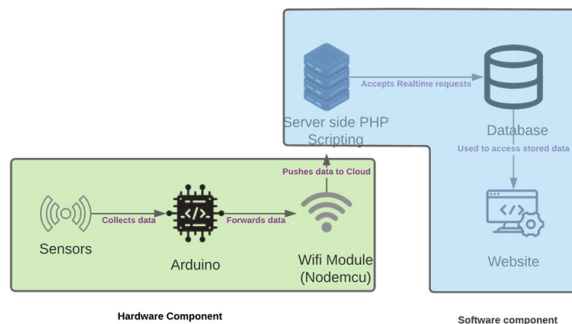 Accepts Realtime requests
Server side PHP
Scripting
Database
Used to access stored data
Pushes data to Cloud
Collects data
Forwards data
Sensors
Arduino
Wifi Module
(Nodemcu)
Website
Hardware Component
Software component